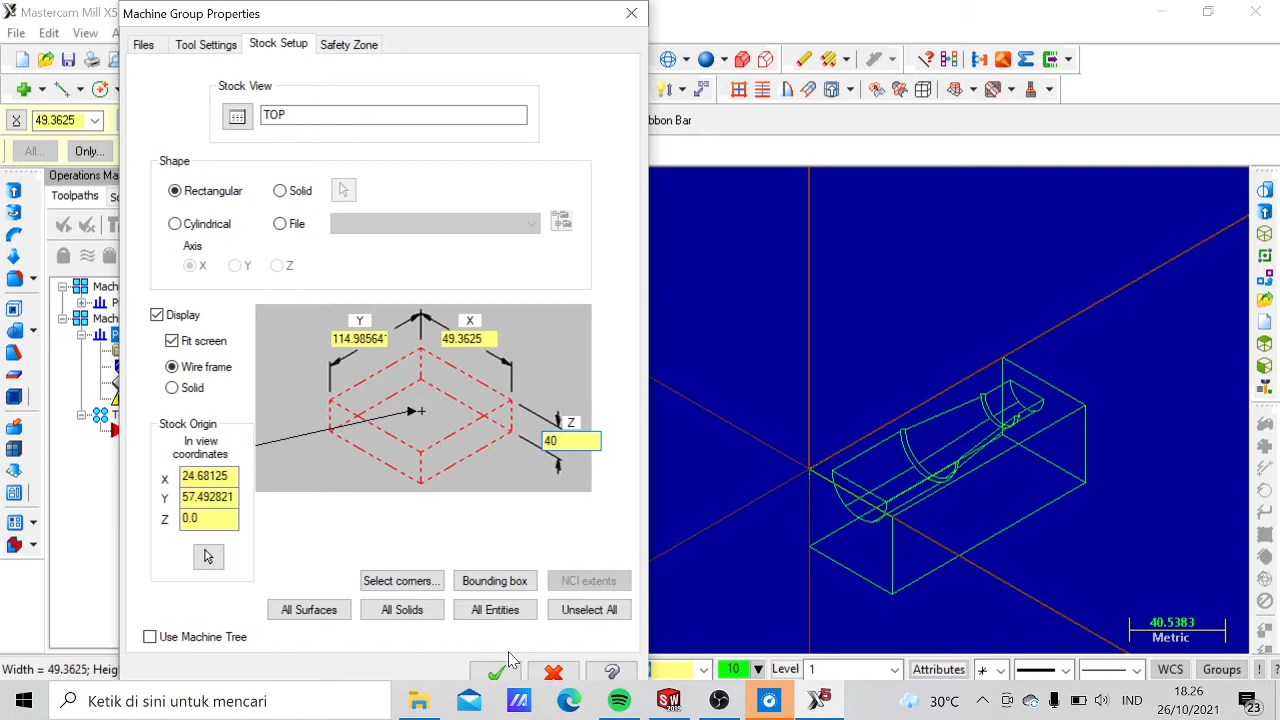 Mastercam Mill X5
Machine Group Properties
File
Edit
View
Files
Tool Settings
Stock Setup
Safety Zone
49.3625
bbon Bar
All...
Only...
Operations Ma
Toolpaths
So
Machi
P
Machi
P
T
Stock View
TOP
Shape
Rectangular
Solid
Cylindrical
File
Axis
X
Y
Z
Display
Fit screen
Wire frame
Solid
Y
X
114.98564
49.3625
Z
40
Stock Origin
In view
coordinates
X
24.68125
Y
57.492821
Z
0.0
Select corners...
Bounding box
NCI extents
All Surfaces
All Solids
All Entities
Unselect All
Use Machine Tree
40.5383
Metric
Width = 49.3625; Heigh
10
Level
1
Attributes
WCS
Groups
?
Ketik di sini untuk mencari
30°C
IND
18.26
26/10/2021
23